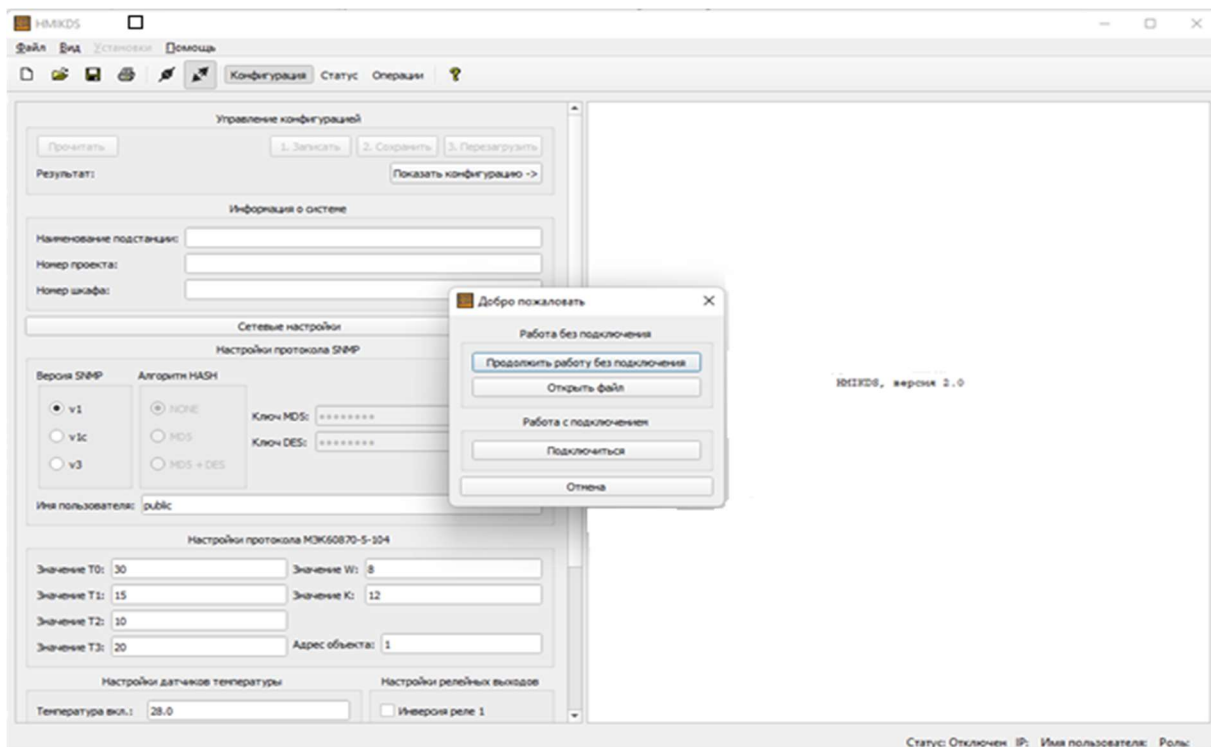 HMIKDS
Файл Вид Установки Помощь
Конфигурация Статус Операции
Управление конфигурацией
Прочитать 1. Записать 2. Сохранить 3. Перезагрузить
Результат: Показать конфигурацию ->
Информация о системе
Наименование подстанции:
Номер проекта:
Номер шкафа:
Сетевые настройки
Настройки протокола SNMP
Версия SNMP Алгоритм HASH
v1 NONE
v1c MD5
v3 MD5 + DES
Ключ MD5: ********
Ключ DES: ********
Имя пользователя: public
Настройки протокола МЭК60870-5-104
Значение T0: 30 Значение W: 8
Значение T1: 15 Значение K: 12
Значение T2: 10
Значение T3: 20 Адрес объекта: 1
Настройки датчиков температуры Настройки релейных выходов
Температура вкл.: 28.0 Инверсия реле 1
Добро пожаловать
Работа без подключения
Продолжить работу без подключения
Открыть файл
Работа с подключением
Подключиться
Отмена
HMIKDS, версия 2.0
Статус: Отключен IP: Имя пользователя: Роль: